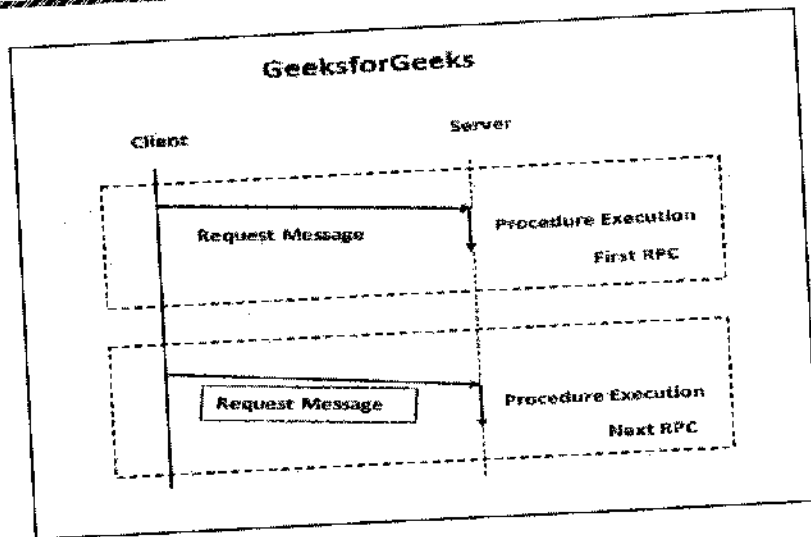 GeeksforGeeks
Client
Server
Request Message
Procedure Execution
First RPC
Request Message
Procedure Execution
Next RPC